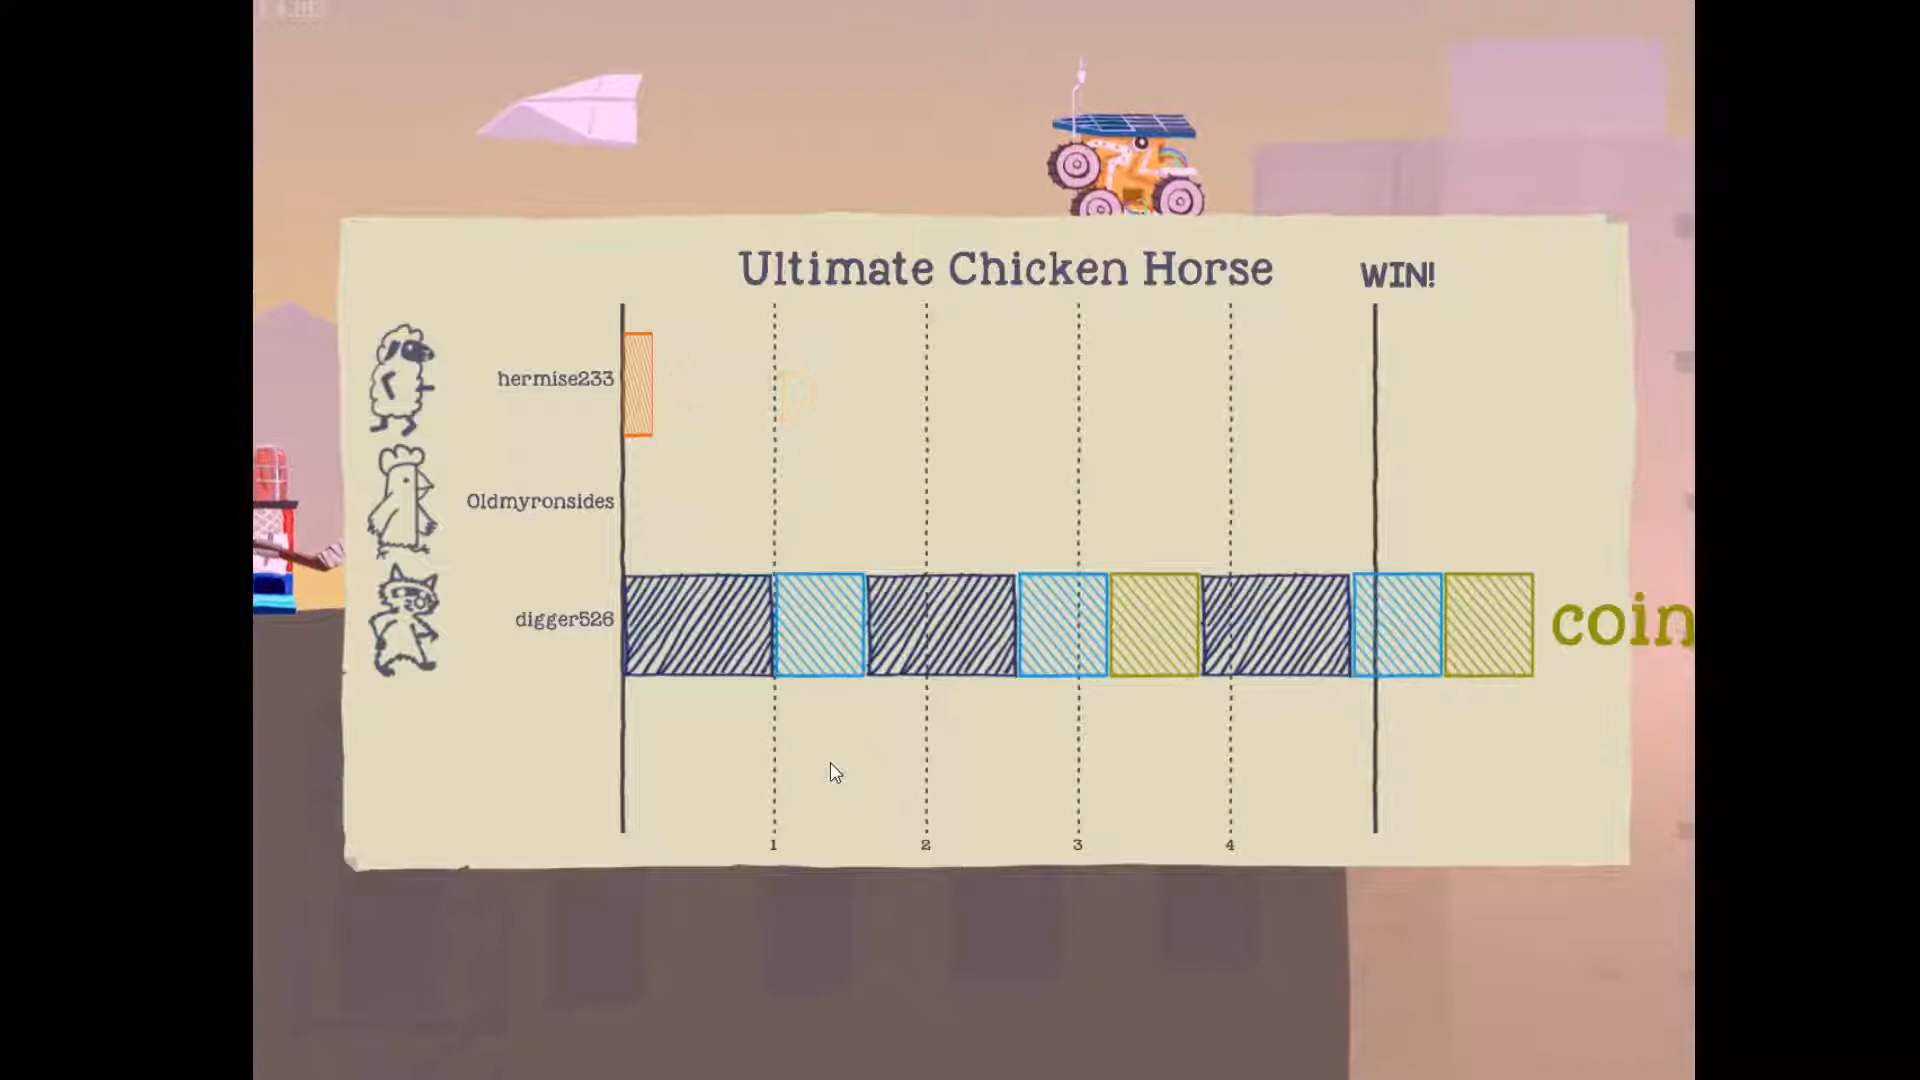 Ultimate Chicken Horse WIN!
hermise233
Oldmyronsides
digger526 coin
1 2 3 4